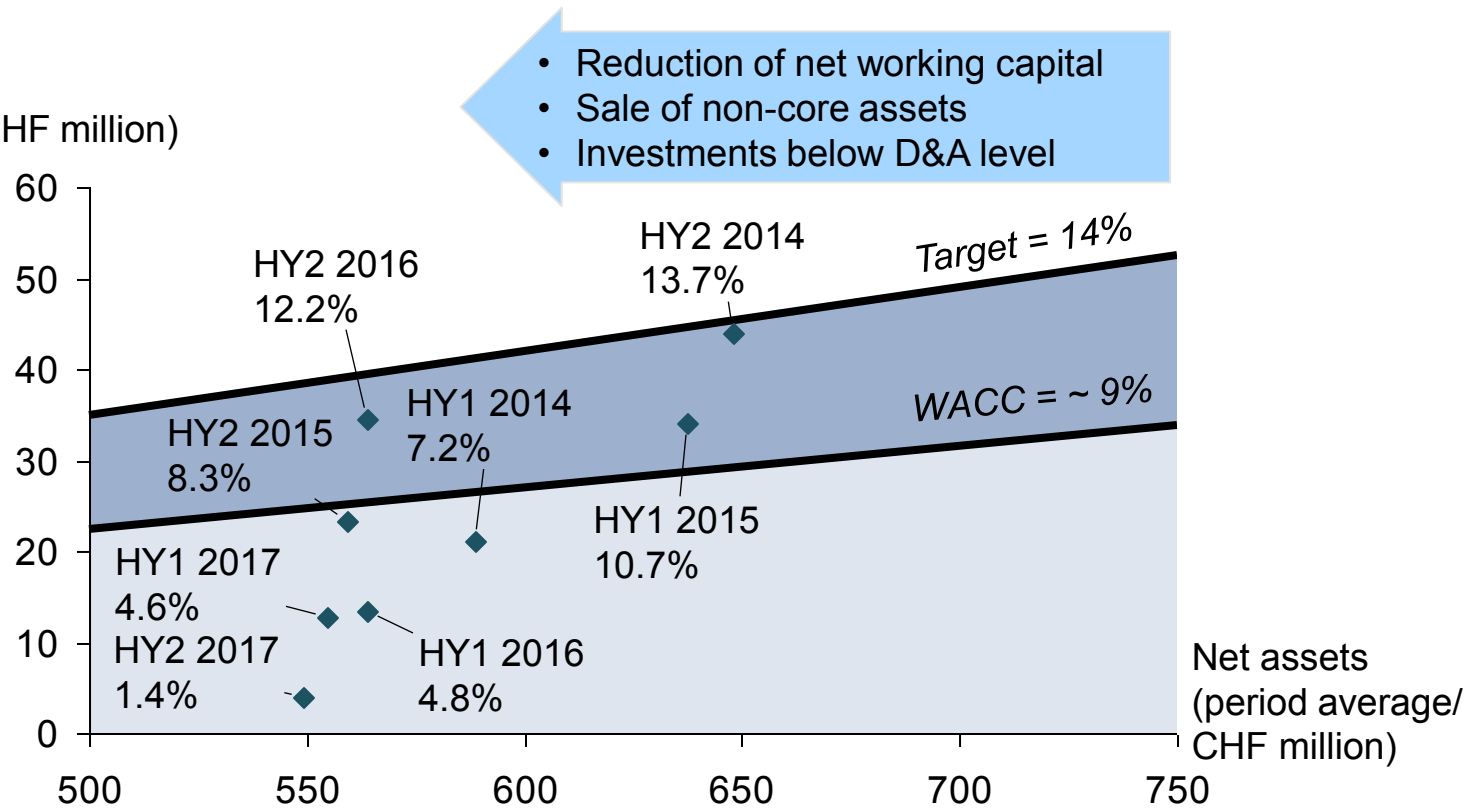 • Reduction of net working capital
• Sale of non-core assets
• Investments below D&A level
HF million)
60
50
40
30
20
10
0
HY2 2016
12.2%
HY2 2014
13.7%
Target = 14%
HY2 2015
8.3%
HY1 2014
7.2%
WACC = ~ 9%
HY1 2017
4.6%
HY1 2015
10.7%
HY2 2017
1.4%
HY1 2016
4.8%
Net assets
(period average/
CHF million)
500
550
600
650
700
750